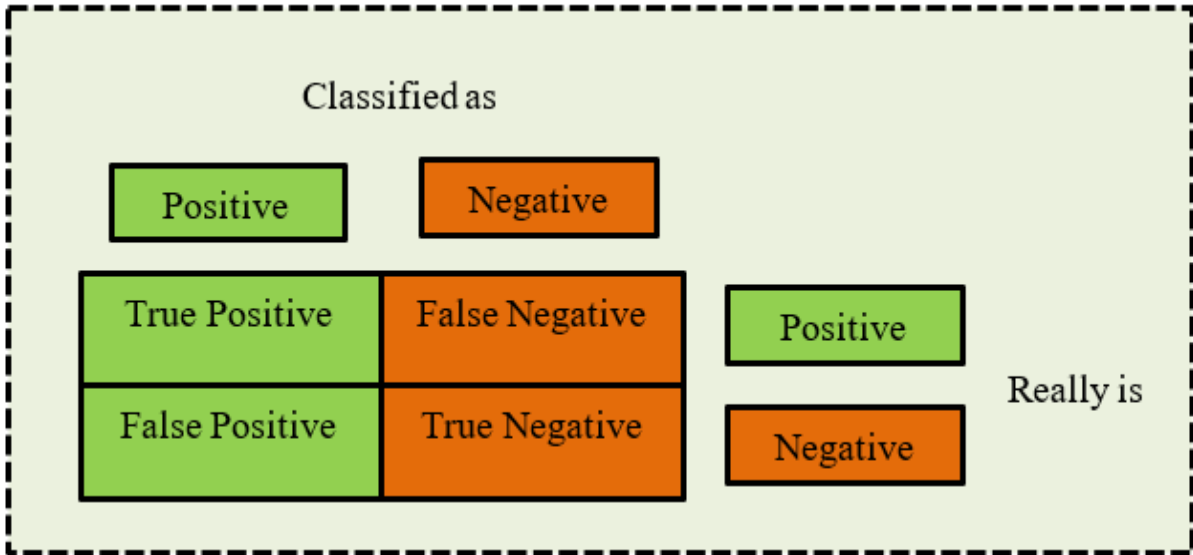 Classified as
Positive
Negative
True Positive
False Negative
Positive
False Positive
True Negative
Negative
Really is